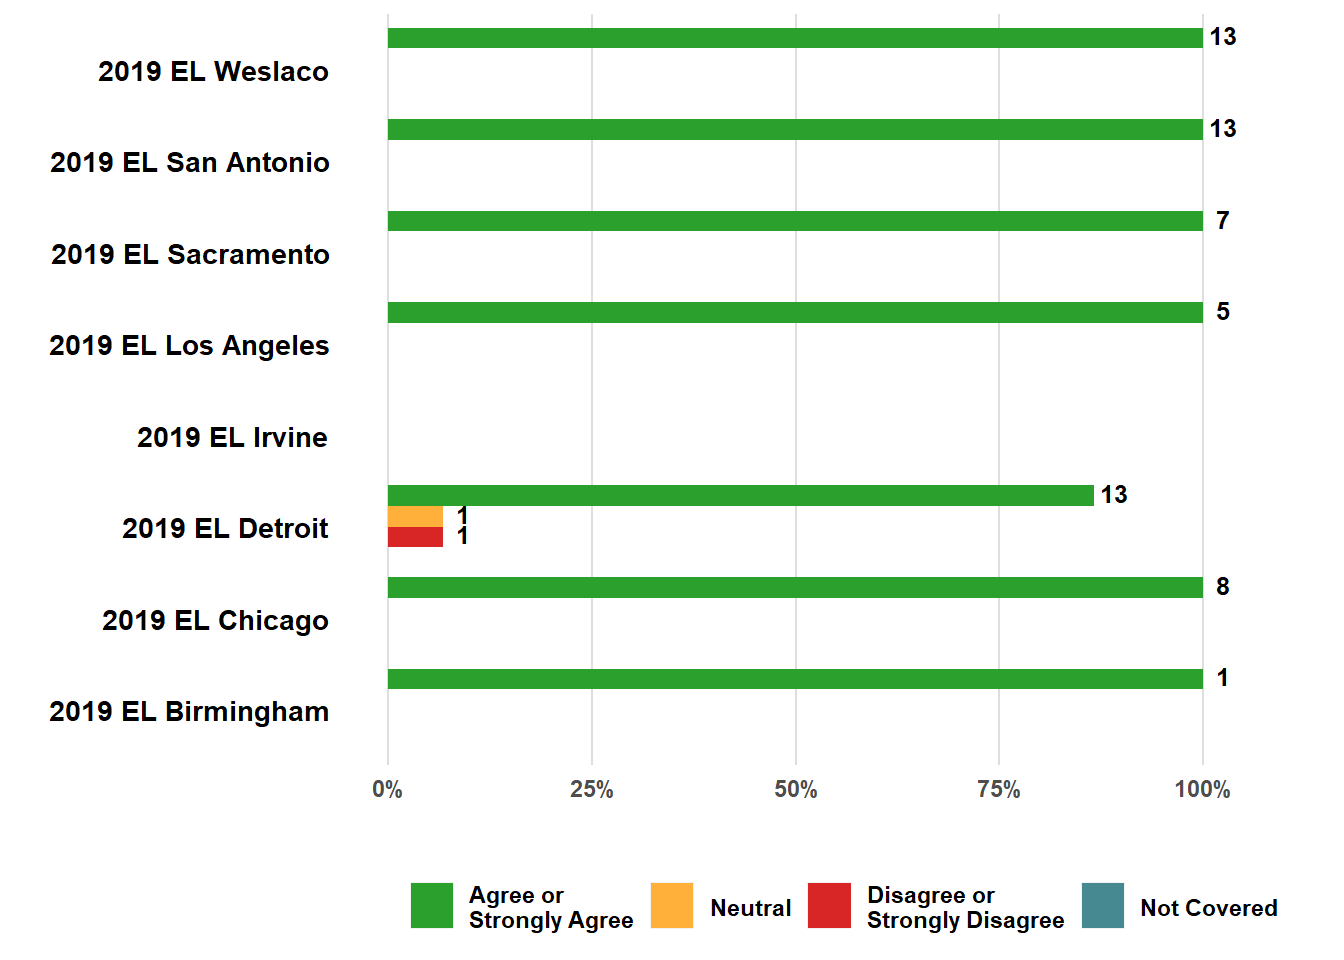 13
2019 EL Weslaco
13
2019 EL San Antonio
7
2019 EL Sacramento
5
2019 EL Los Angeles
2019 EL Irvine
13
1
2019 EL Detroit
1
8
2019 EL Chicago
1
2019 EL Birmingham
0% 25% 50% 75% 100%
Agree or
Strongly Agree
Neutral
Disagree or
Strongly Disagree
Not Covered